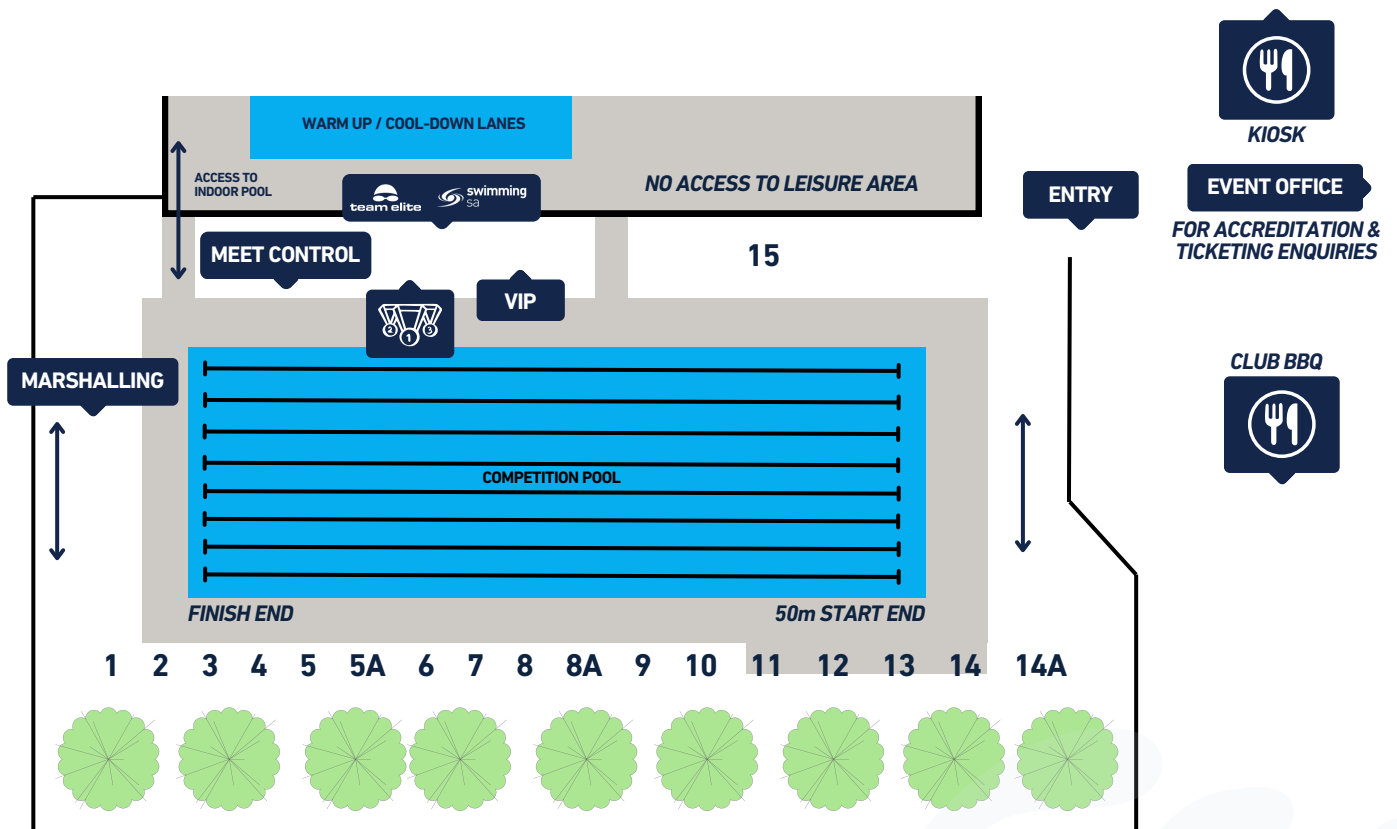 KIOSK
WARM UP / COOL-DOWN LANES
ACCESS TO
INDOOR POOL
team elite
swimming
sa
NO ACCESS TO LEISURE AREA
ENTRY
EVENT OFFICE
FOR ACCREDITATION &
TICKETING ENQUIRIES
MEET CONTROL
15
VIP
2 1 3
MARSHALLING
CLUB BBQ
COMPETITION POOL
FINISH END
50m START END
1 2 3 4 5 5A 6 7 8 8A 9 10 11 12 13 14 14A